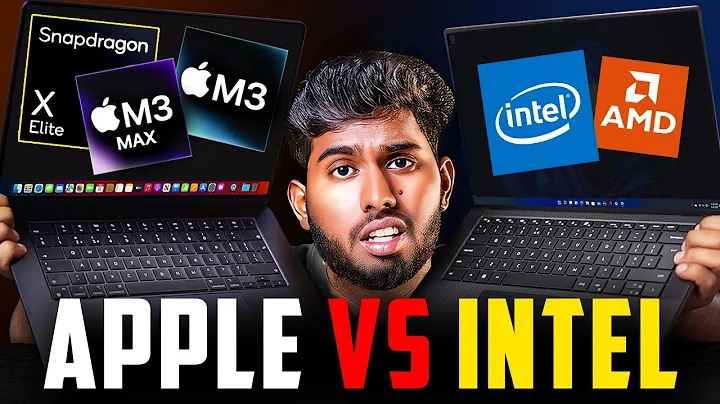 Snapdragon
X
Elite
M3
MAX
M3
intel
AMD
APPLE VS INTEL